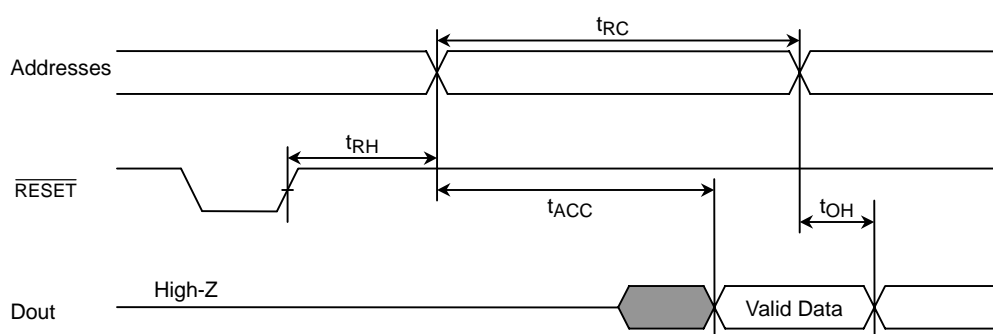 tRC
Addresses
tRH
RESET
tACC
tOH
High-Z
Dout
Valid Data